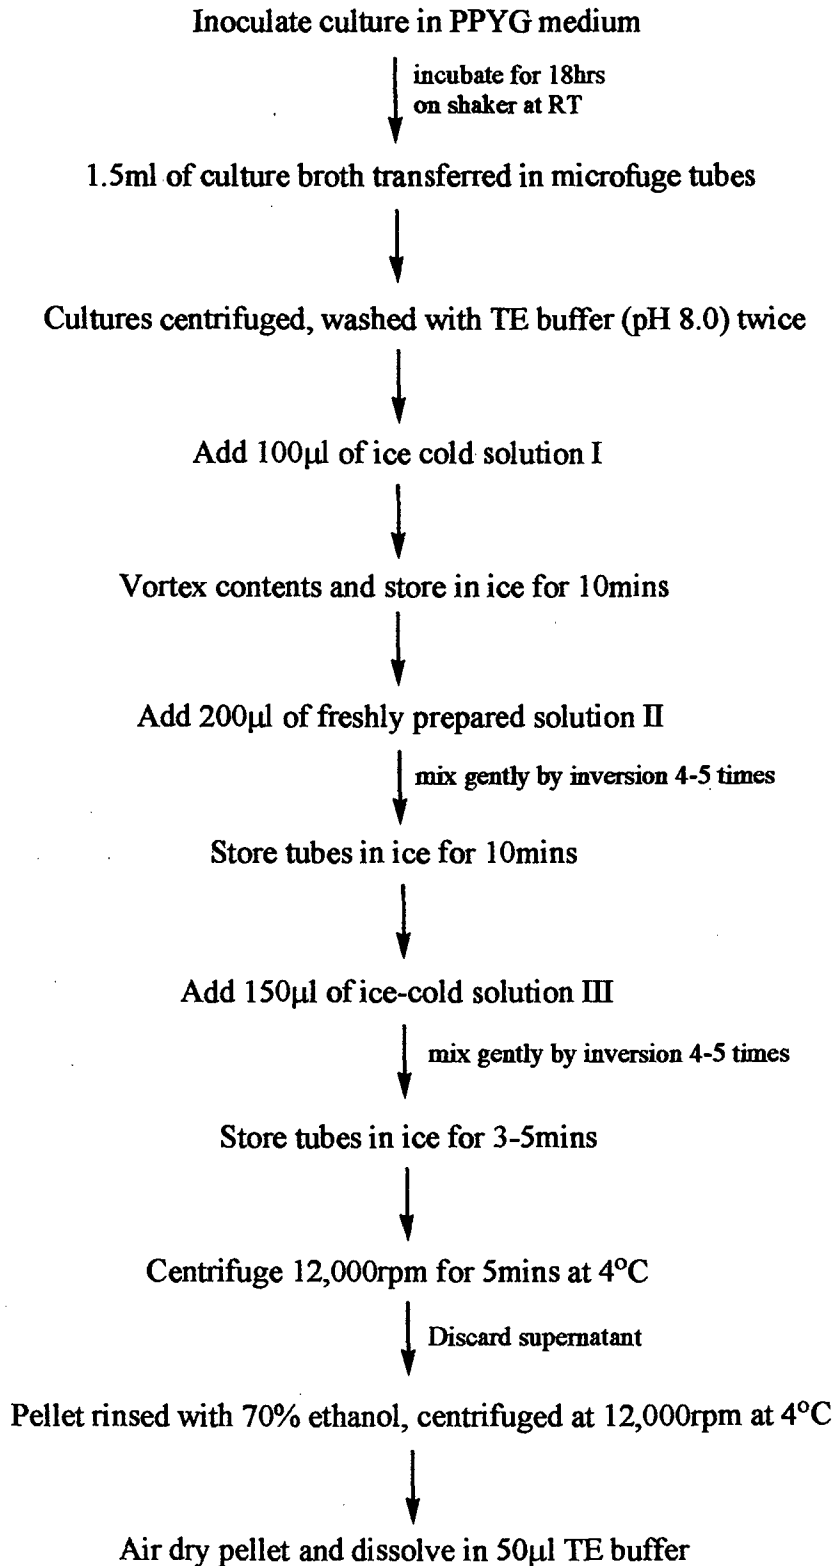 Inoculate culture in PPYG medium
incubate for 18hrs
on shaker at RT
1.5ml of culture broth transferred in microfuge tubes
Cultures centrifuged, washed with TE buffer (pH 8.0) twice
Add 100µl of ice cold solution I
Vortex contents and store in ice for 10mins
Add 200µl of freshly prepared solution II
mix gently by inversion 4-5 times
Store tubes in ice for 10mins
Add 150µl of ice-cold solution III
mix gently by inversion 4-5 times
Store tubes in ice for 3-5mins
Centrifuge 12,000rpm for 5mins at 4°C
Discard supernatant
Pellet rinsed with 70% ethanol, centrifuged at 12,000rpm at 4°C
Air dry pellet and dissolve in 50µl TE buffer